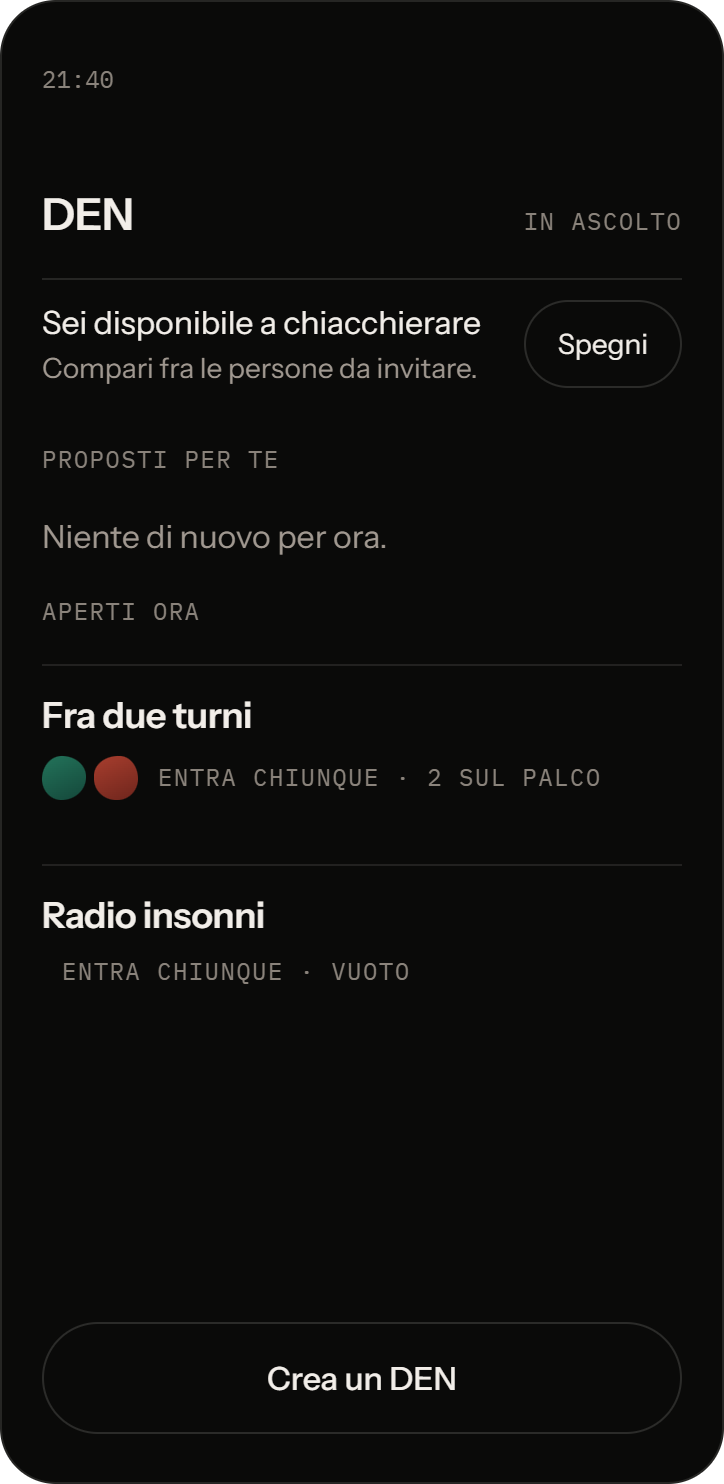 21:40
DEN
IN ASCOLTO
Sei disponibile a chiacchierare
Compari fra le persone da invitare.
Spegni
PROPOSTI PER TE
Niente di nuovo per ora.
APERTI ORA
Fra due turni
ENTRA CHIUNQUE · 2 SUL PALCO
Radio insonni
ENTRA CHIUNQUE · VUOTO
Crea un DEN